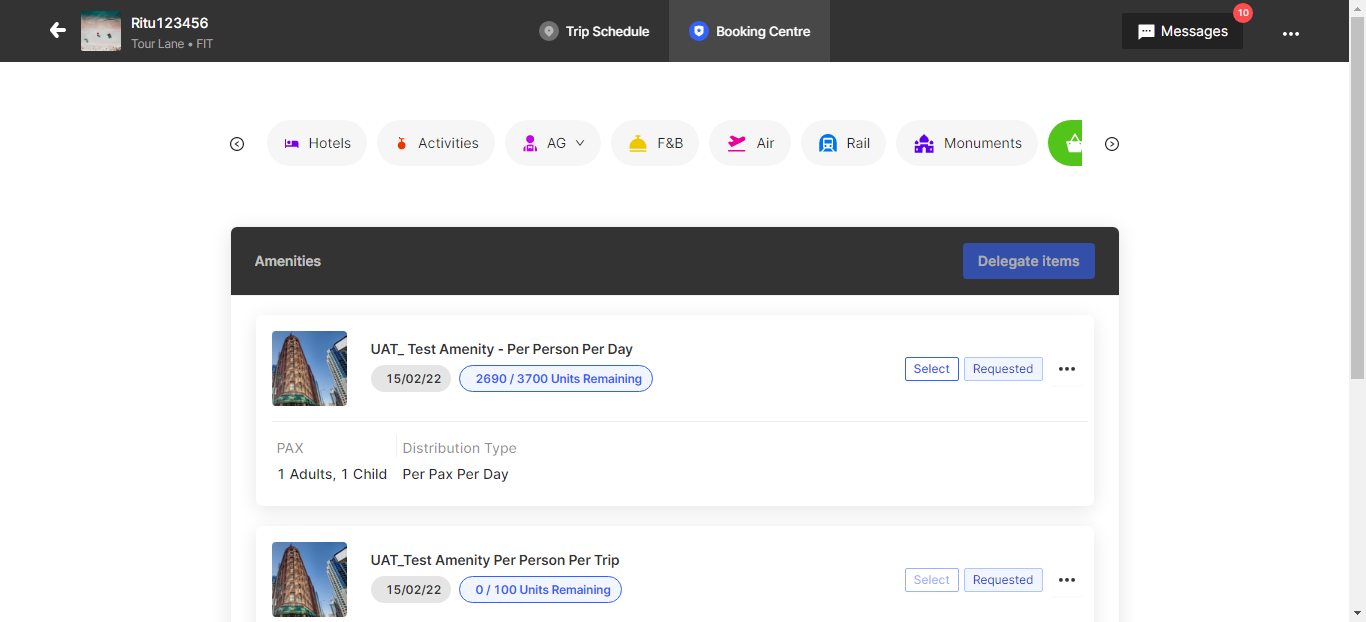 Ritu123456
Tour Lane • FIT
Trip Schedule
Booking Centre
Messages
10
Hotels
Activities
AG
F&B
Air
Rail
Monuments
Amenities
Delegate items
UAT_ Test Amenity - Per Person Per Day
15/02/22
2690 / 3700 Units Remaining
Select
Requested
PAX
Distribution Type
1 Adults, 1 Child
Per Pax Per Day
UAT_Test Amenity Per Person Per Trip
15/02/22
0 / 100 Units Remaining
Select
Requested